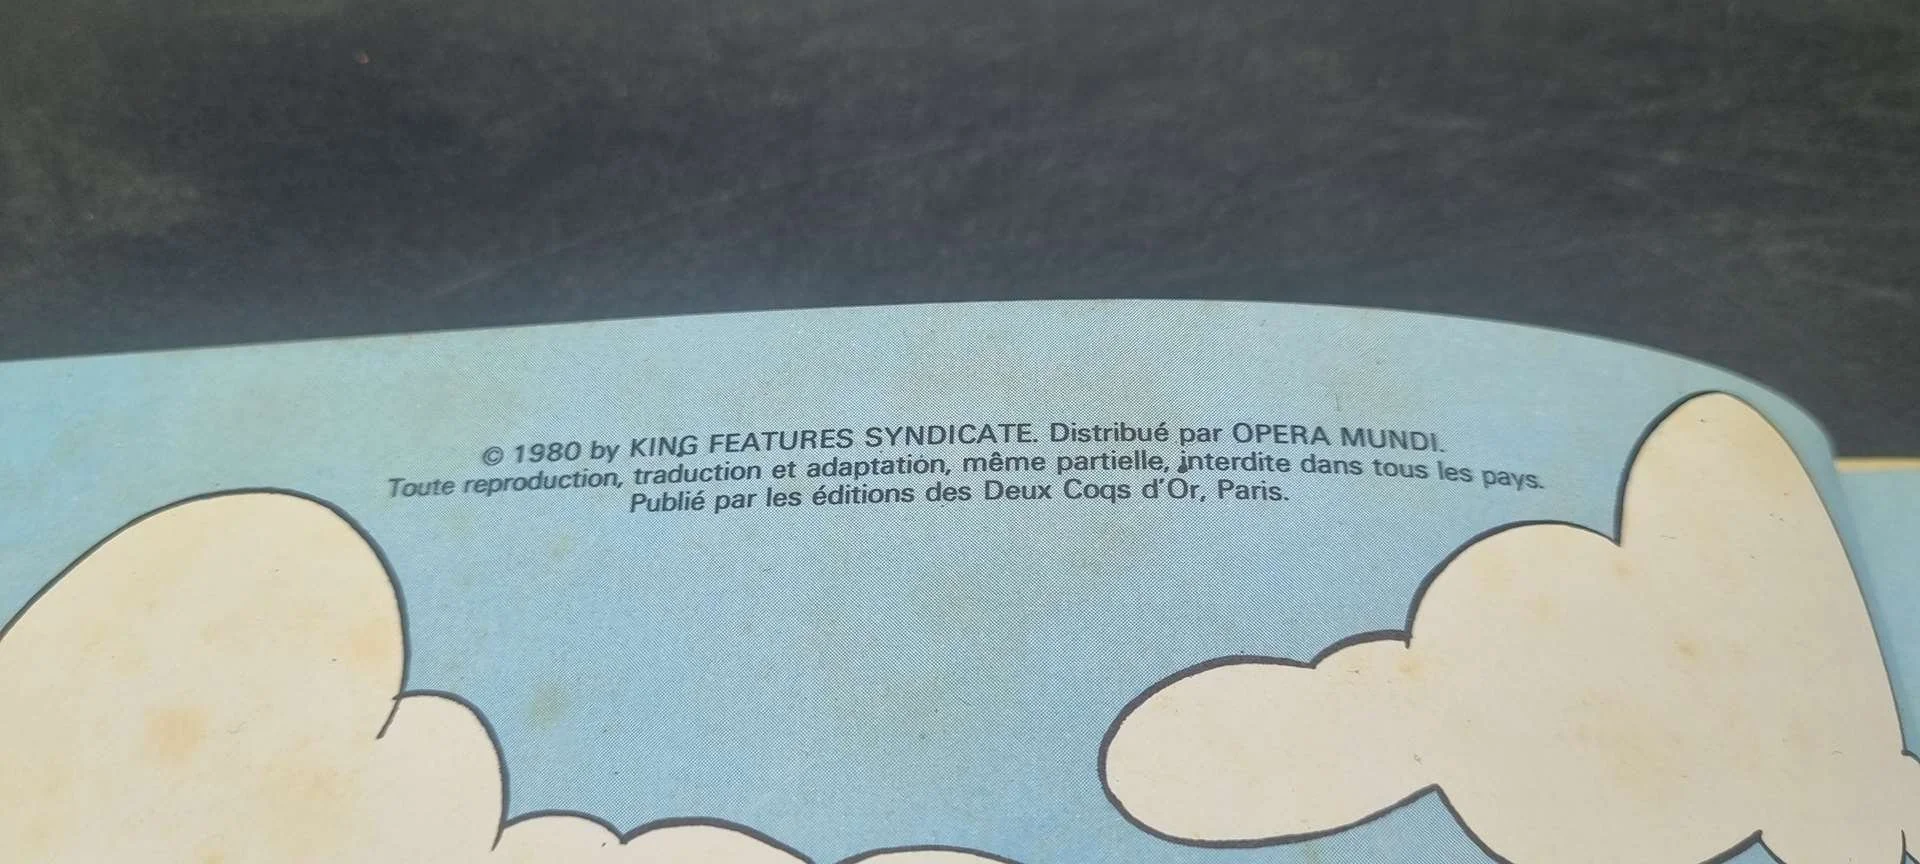 © 1980 by KING FEATURES SYNDICATE. Distribué par OPERA MUNDI.
Toute reproduction, traduction et adaptation, même partielle, interdite dans tous les pays.
Publié par les éditions des Deux Coqs d'Or, Paris.